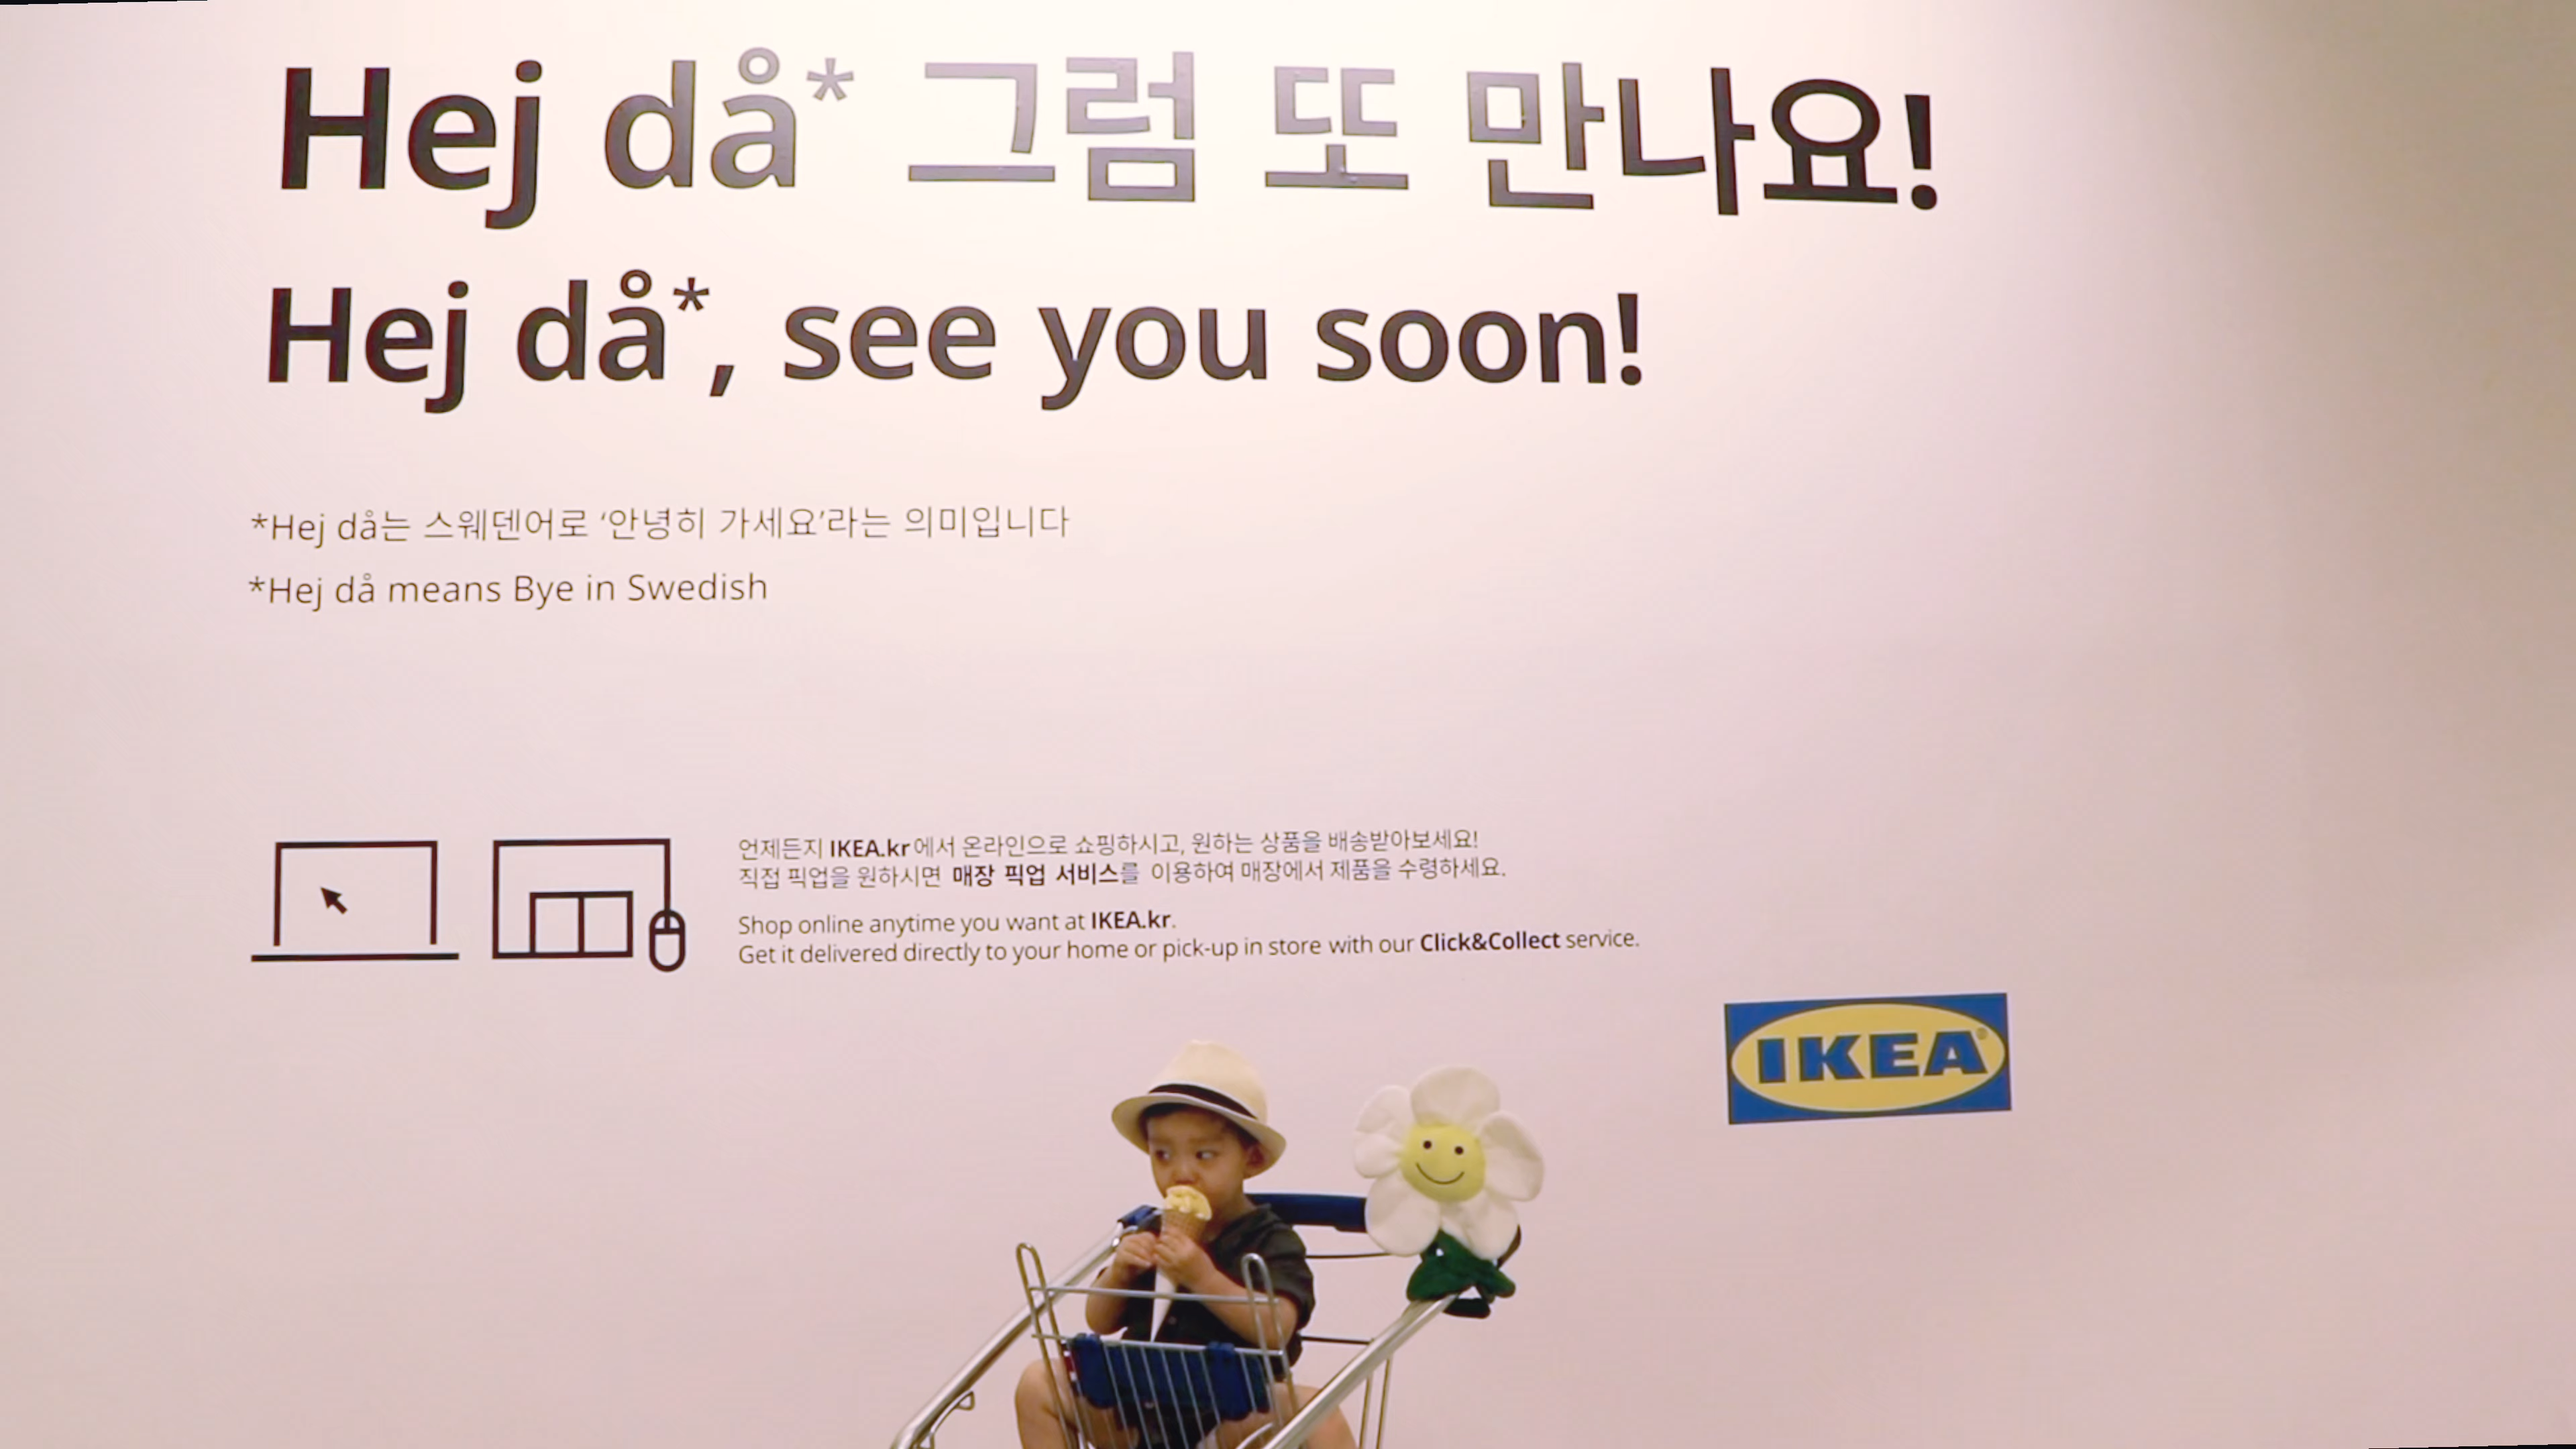 Hej då* 그럼 또 만나요!
Hej då*, see you soon!
*Hej då는 스웨덴어로 ‘안녕히 가세요’라는 의미입니다
*Hej då means Bye in Swedish
언제든지 IKEA.kr에서 온라인으로 쇼핑하시고, 원하는 상품을 배송받아보세요!
직접 픽업을 원하시면 매장 픽업 서비스를 이용하여 매장에서 제품을 수령하세요.
Shop online anytime you want at IKEA.kr.
Get it delivered directly to your home or pick-up in store with our Click&Collect service.
IKEA®